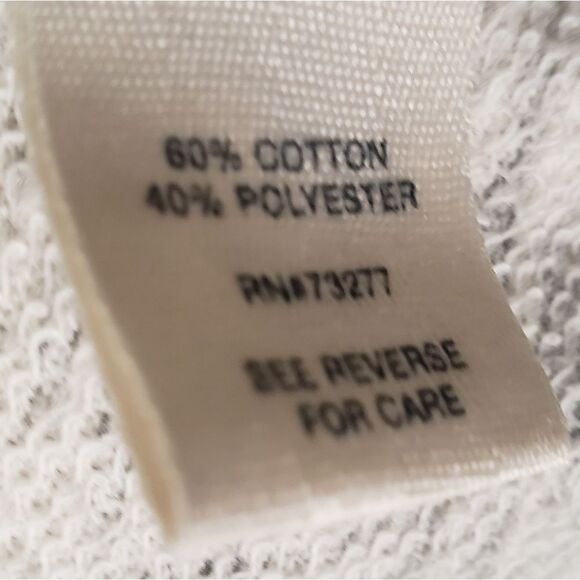 60% COTTON
40% POLYESTER
RN#73277
SEE REVERSE
FOR CARE